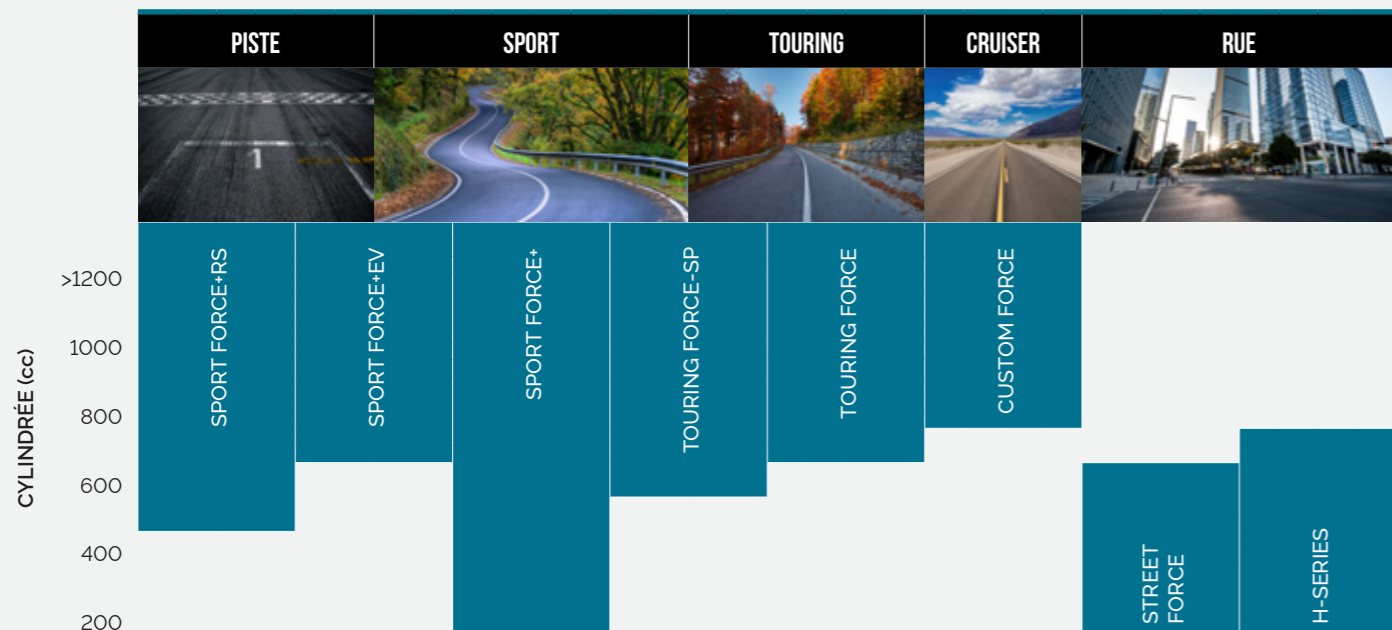 PISTE
SPORT
TOURING
CRUISER
RUE
1
CYLINDRÉE (cc)
>1200
1000
800
600
400
200
SPORT FORCE+RS
SPORT FORCE+EV
SPORT FORCE+
TOURING FORCE-SP
TOURING FORCE
CUSTOM FORCE
STREET
FORCE
H-SERIES